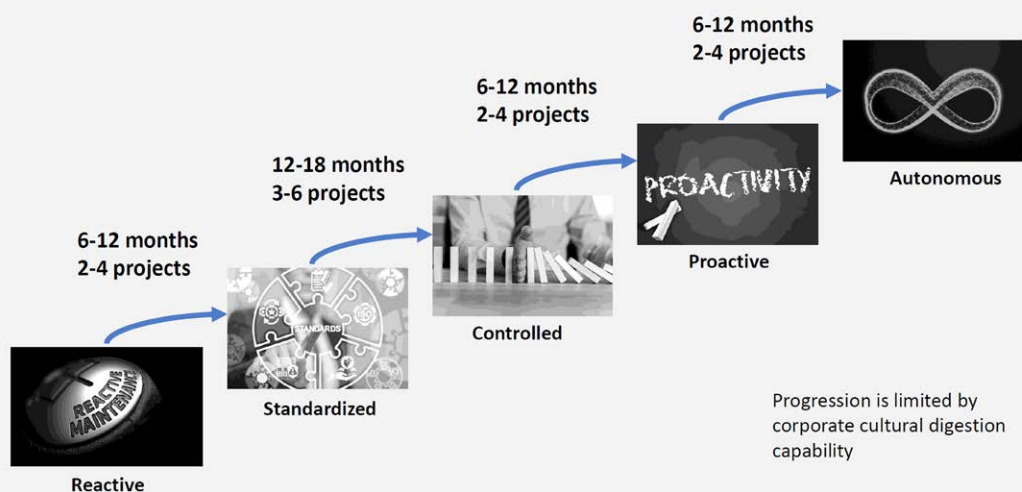 6-12 months
2-4 projects
6-12 months
2-4 projects
Autonomous
12-18 months
3-6 projects
PROACTIVITY
Proactive
6-12 months
2-4 projects
STANDARDS
Controlled
REACTIVE
MAINTENANCE
Standardized
Progression is limited by
corporate cultural digestion
capability
Reactive